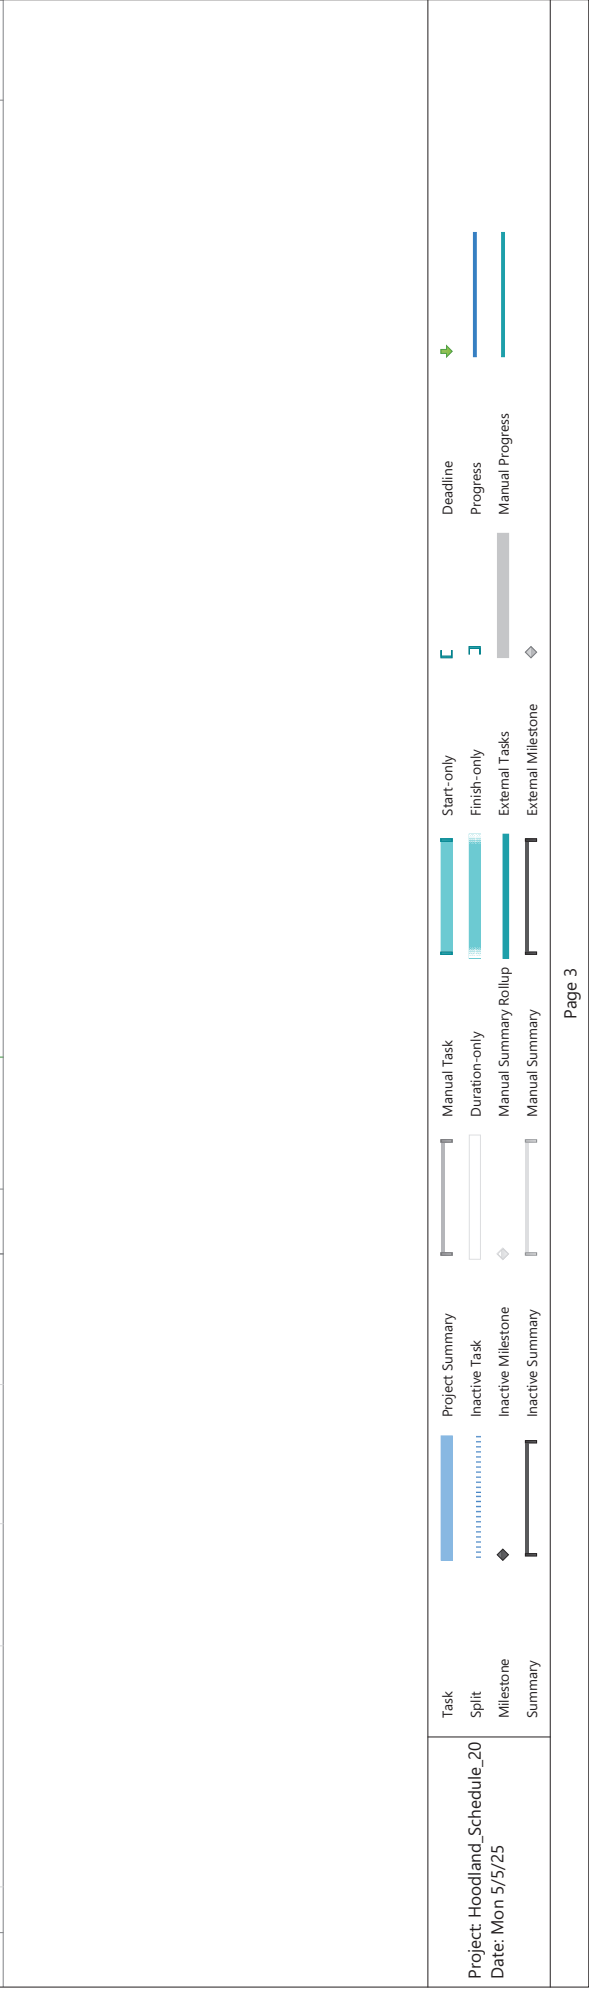 Project: Hoodland_Schedule_20
Date: Mon 5/5/25
Task
Split
Milestone
Summary
Project Summary
Inactive Task
Inactive Milestone
Inactive Summary
Manual Task
Duration-only
Manual Summary Rollup
Manual Summary
Start-only
Finish-only
External Tasks
External Milestone
Deadline
Progress
Manual Progress
Page 3